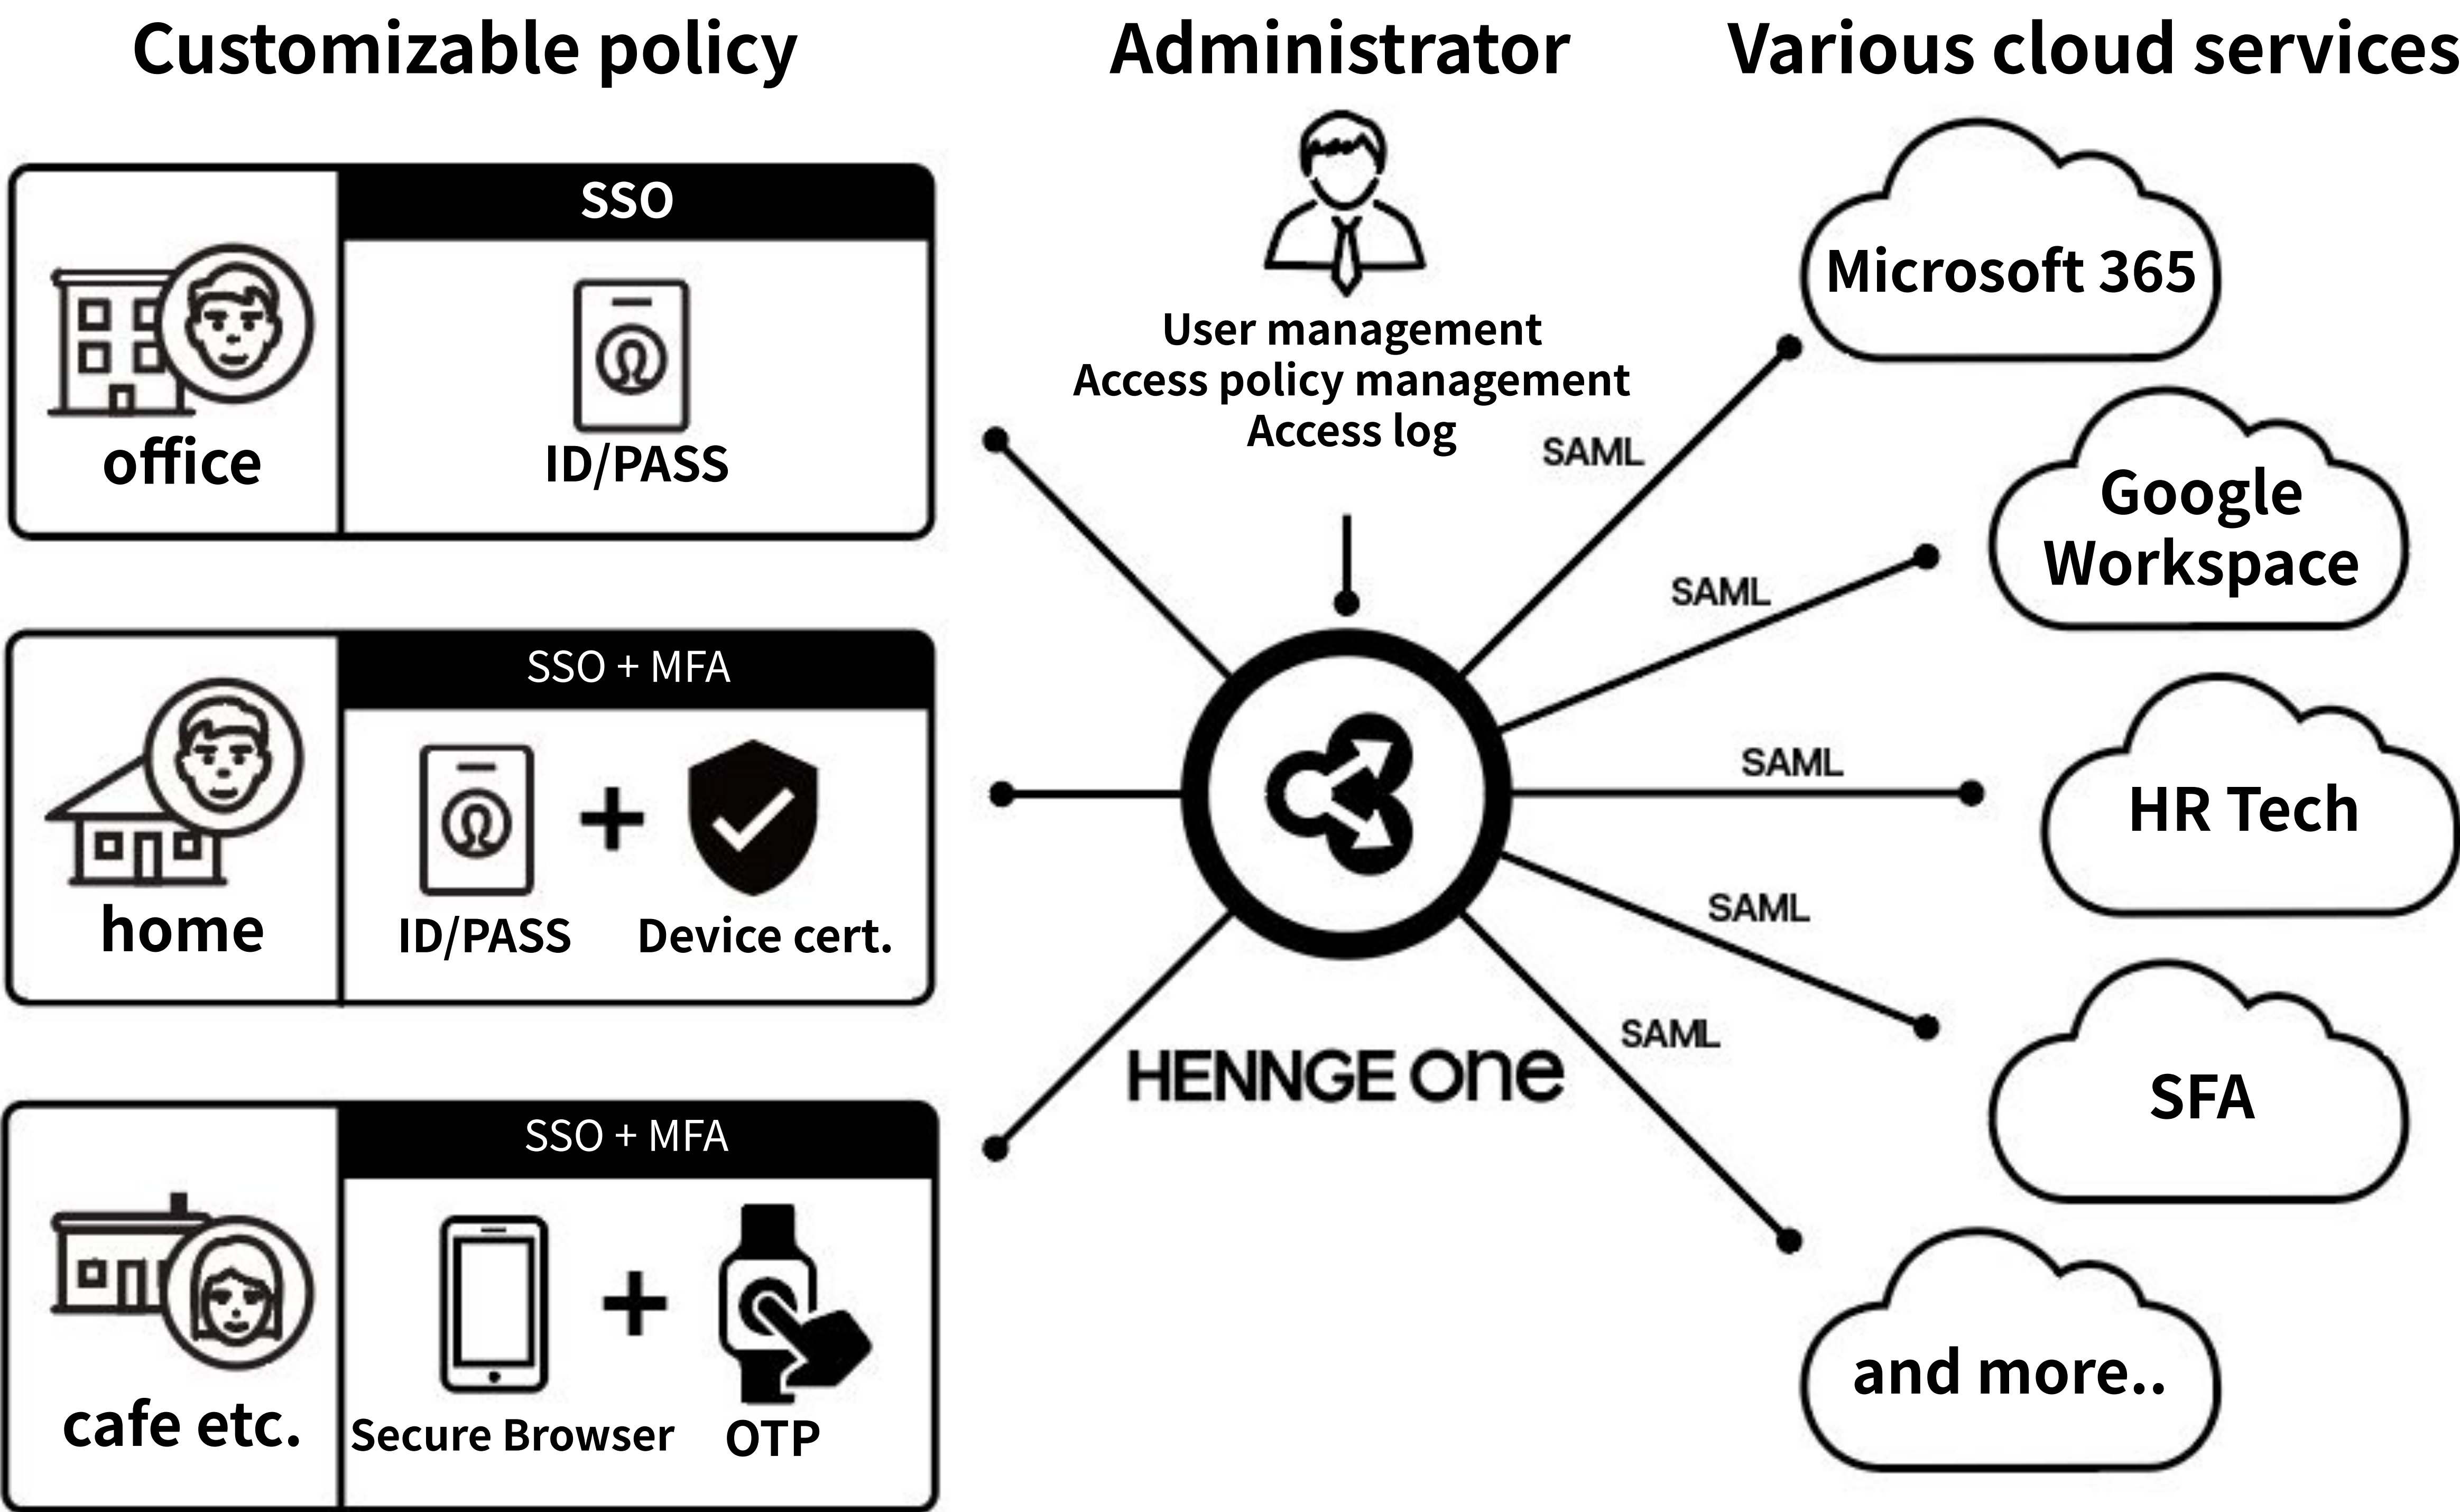 Customizable policy
SSO
office
ID/PASS
SSO + MFA
home
ID/PASS
Device cert.
SSO + MFA
cafe etc.
Secure Browser
OTP
Administrator
User management
Access policy management
Access log
HENNGE one
SAML
SAML
SAML
SAML
SAML
Various cloud services
Microsoft 365
Google
Workspace
HR Tech
SFA
and more..